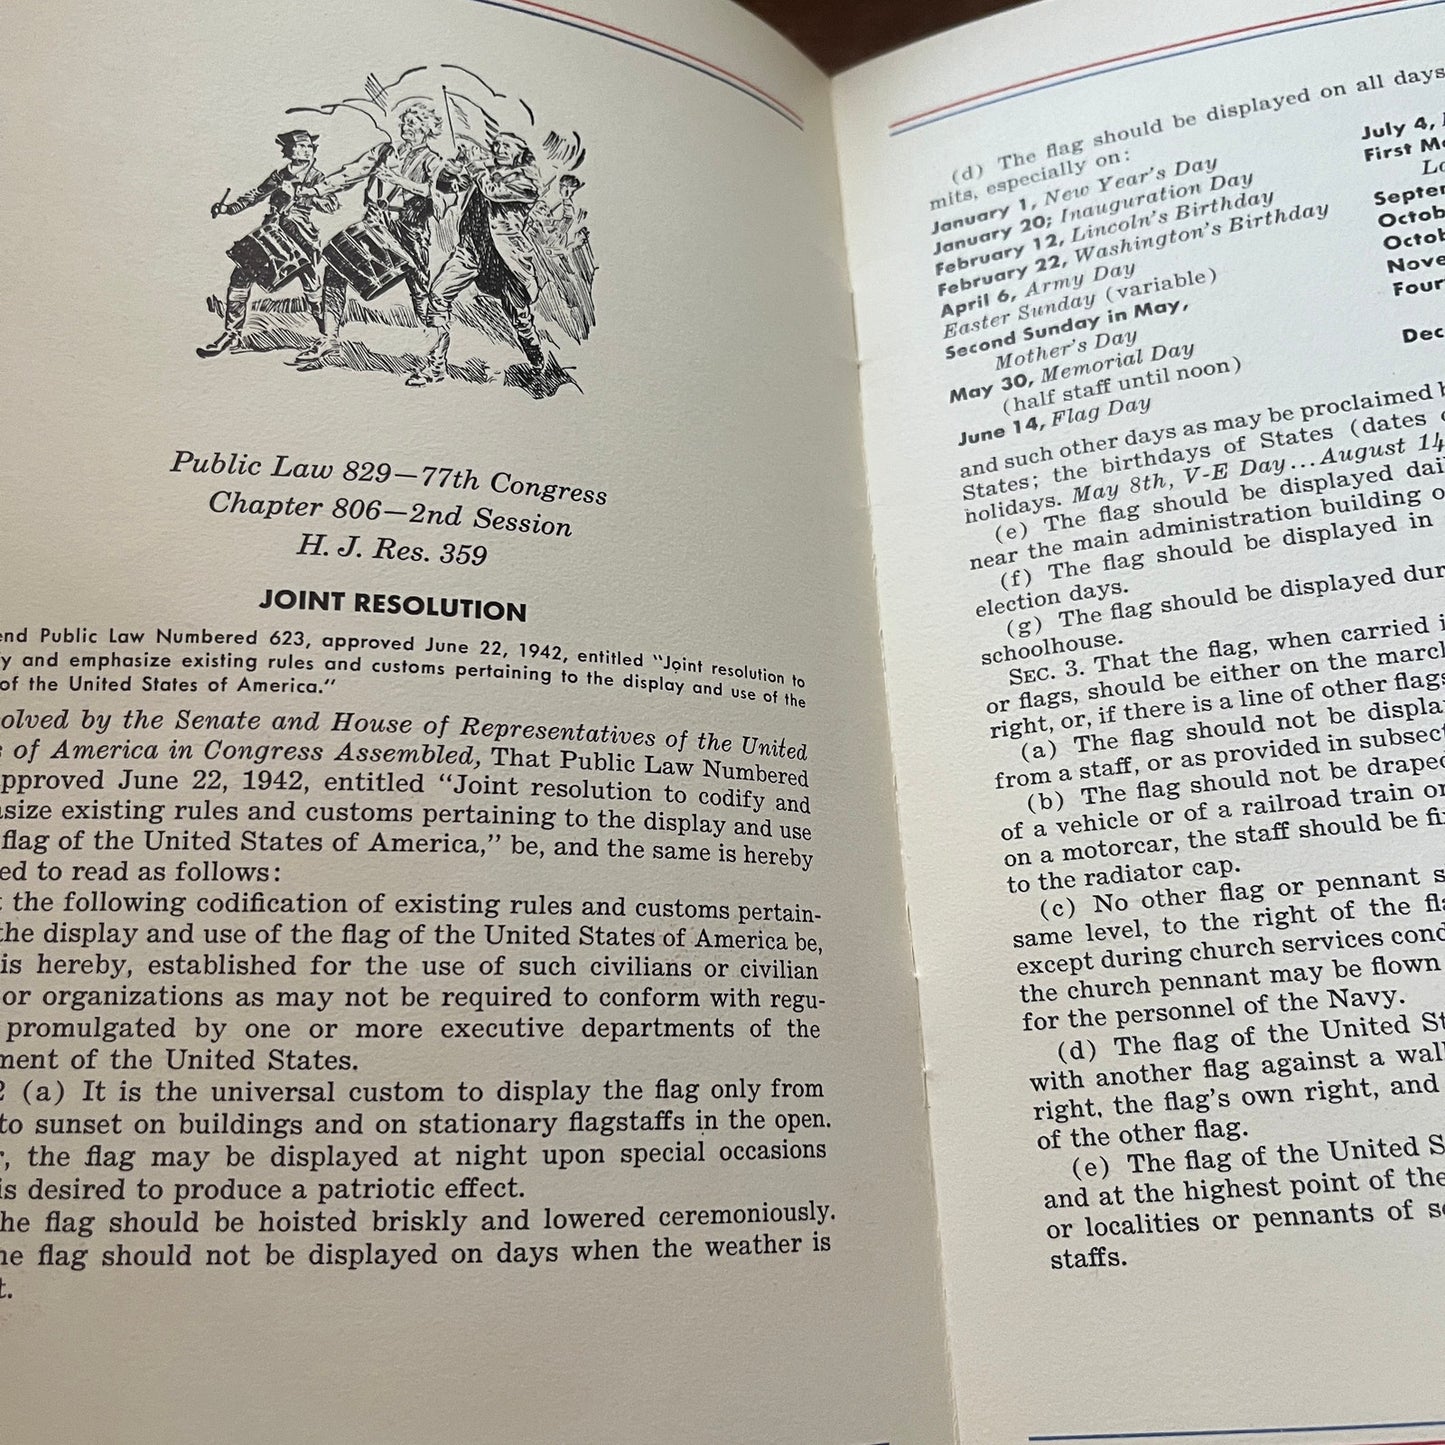 Public Law 829—77th Congress
Chapter 806—2nd Session
H. J. Res. 359
JOINT RESOLUTION
end Public Law Numbered 623, approved June 22, 1942, entitled "Joint resolution to
y and emphasize existing rules and customs pertaining to the display and use of the
of the United States of America."
olved by the Senate and House of Representatives of the United
s of America in Congress Assembled, That Public Law Numbered
approved June 22, 1942, entitled "Joint resolution to codify and
asize existing rules and customs pertaining to the display and use
flag of the United States of America," be, and the same is hereby
ed to read as follows:
t the following codification of existing rules and customs pertain-
the display and use of the flag of the United States of America be,
is hereby, established for the use of such civilians or civilian
or organizations as may not be required to conform with regu-
promulgated by one or more executive departments of the
ment of the United States.
2 (a) It is the universal custom to display the flag only from
to sunset on buildings and on stationary flagstaffs in the open.
r, the flag may be displayed at night upon special occasions
is desired to produce a patriotic effect.
he flag should be hoisted briskly and lowered ceremoniously.
he flag should not be displayed on days when the weather is
t.
(d) The flag should be displayed on all days
mits, especially on:
January 1, New Year's Day
January 20; Inauguration Day
February 12, Lincoln's Birthday
February 22, Washington's Birthday
April 6, Army Day
Easter Sunday (variable)
Second Sunday in May,
Mother's Day
May 30, Memorial Day
(half staff until noon)
June 14, Flag Day
July 4, I
First Mo
La
Septem
Octob
Octob
Nove
Four
Dec
and such other days as may be proclaimed b
States; the birthdays of States (dates o
holidays. May 8th, V-E Day...August 14
(e) The flag should be displayed dail
near the main administration building o
(f) The flag should be displayed in
election days.
(g) The flag should be displayed dur
schoolhouse.
SEC. 3. That the flag, when carried i
or flags, should be either on the march
right, or, if there is a line of other flags
(a) The flag should not be displa
from a staff, or as provided in subsect
(b) The flag should not be draped
of a vehicle or of a railroad train or
on a motorcar, the staff should be fi
to the radiator cap.
(c) No other flag or pennant s
same level, to the right of the fla
except during church services cond
the church pennant may be flown
for the personnel of the Navy.
(d) The flag of the United St
with another flag against a wall
right, the flag's own right, and
of the other flag.
(e) The flag of the United S
and at the highest point of the
or localities or pennants of so
staffs.